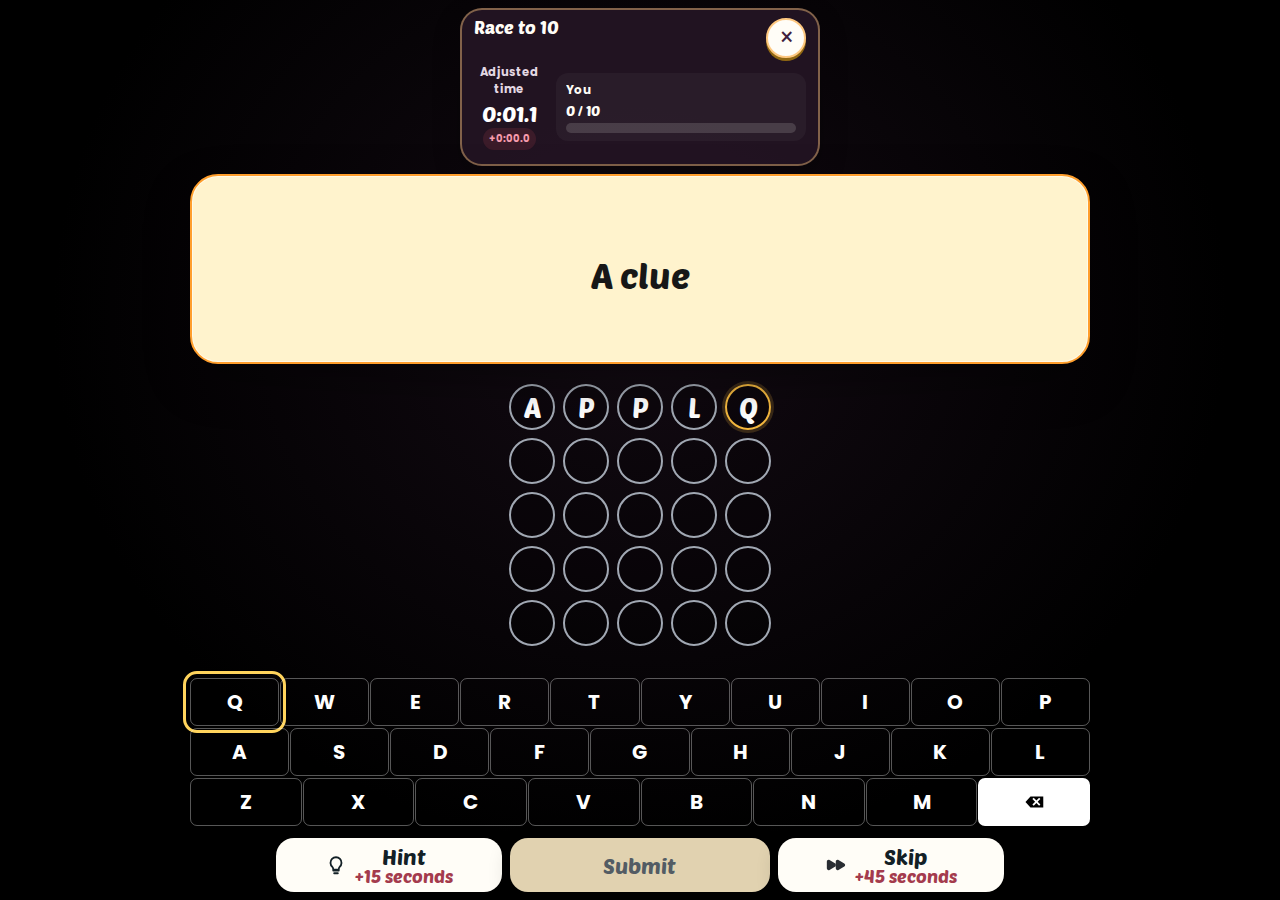 Race to 10
×
Adjusted
time
0:01.1
+0:00.0
You
0 / 10
A clue
A P P L Q
Q W E R T Y U I O P
A S D F G H J K L
Z X C V B N M
Hint
+15 seconds
Submit
Skip
+45 seconds